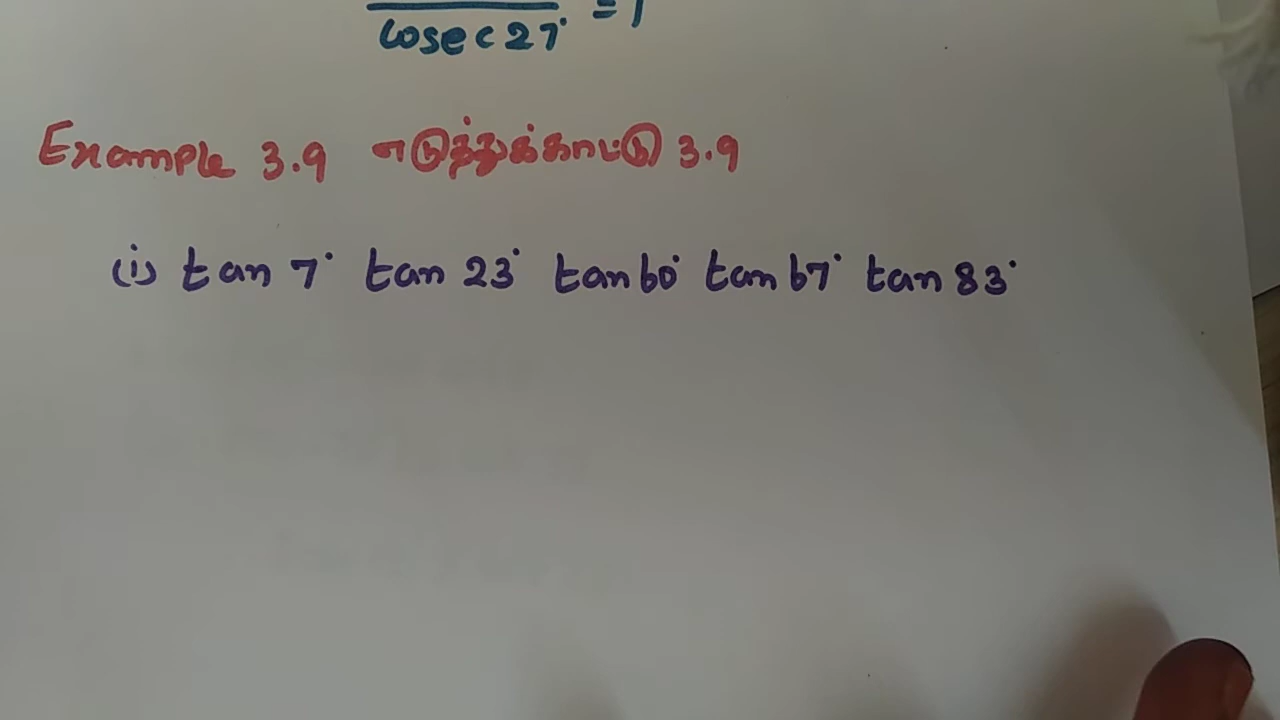 cosec 27° = 1
Example 3.9 எடுத்துக்காட்டு 3.9
(i) tan 7° tan 23° tan 60° tan 67° tan 83°